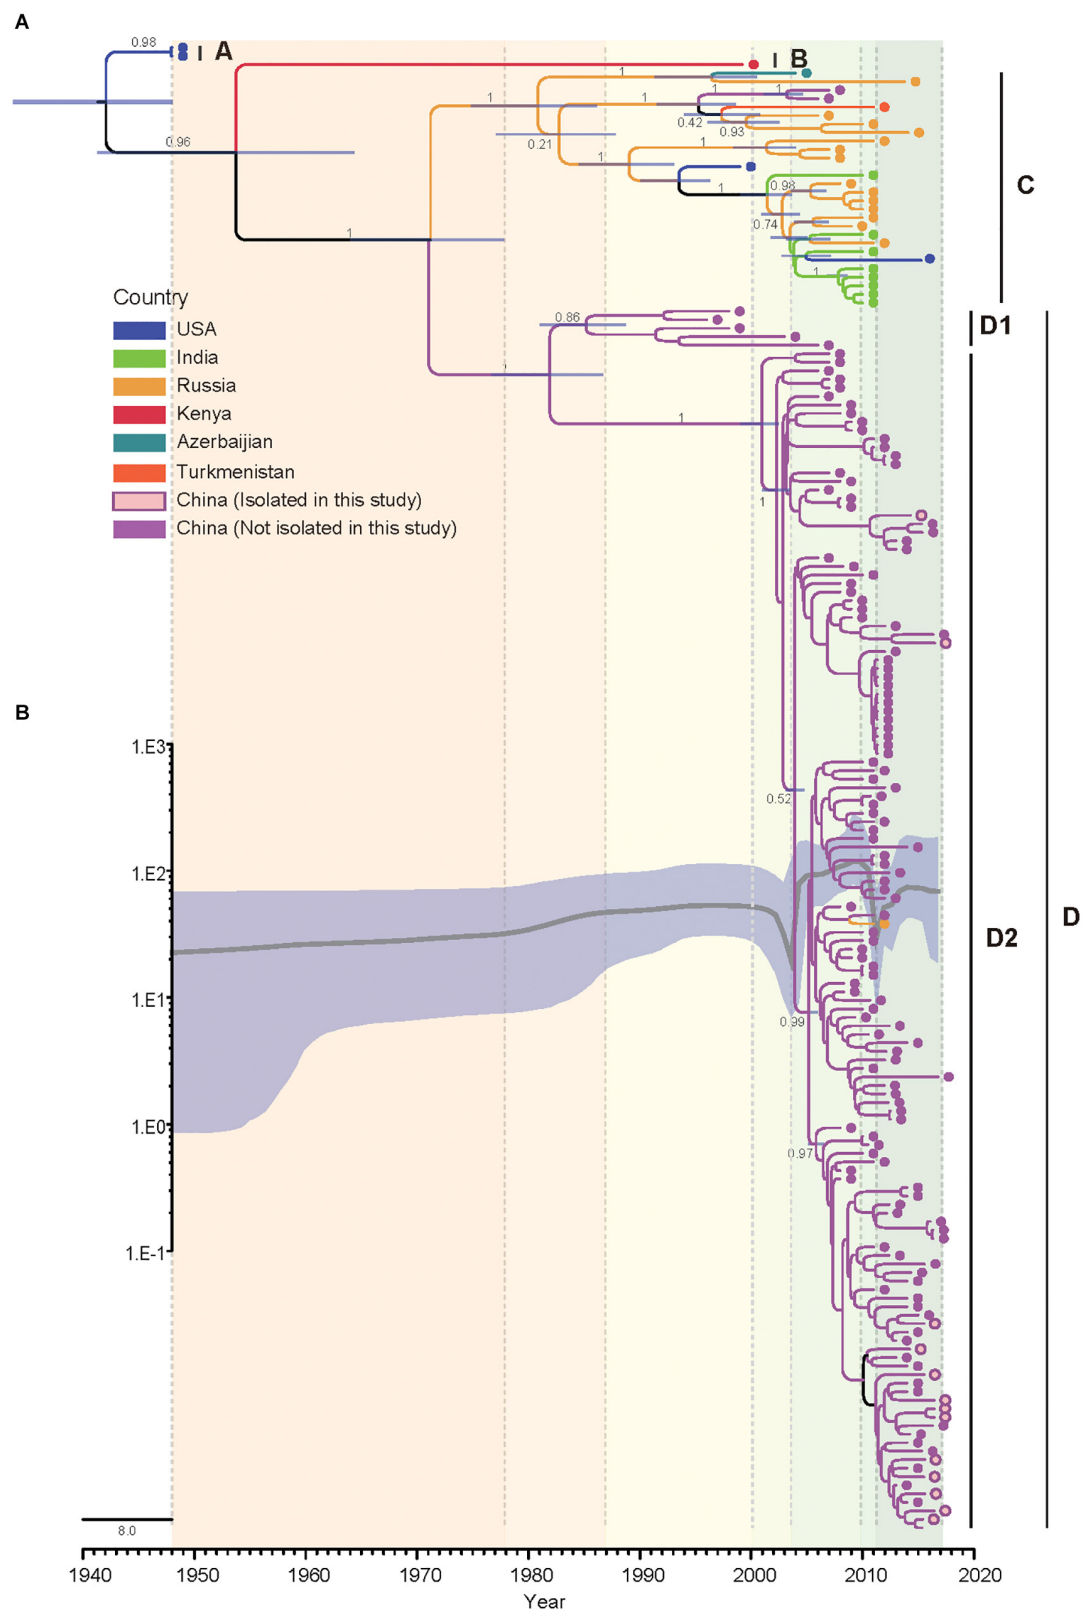 A
0.98
I A
I B
1
1
1
0.96
1
1
0.42
0.93
0.21
1
1
1
0.98
C
0.74
1
1
Country
USA
India
Russia
Kenya
Azerbaijian
Turkmenistan
China (Isolated in this study)
China (Not isolated in this study)
0.86
D1
1
1
1
B
1.E3
0.52
1.E2
D
D2
1.E1
0.99
1.E0
0.97
1.E-1
8.0
1940 1950 1960 1970 1980 1990 2000 2010 2020
Year